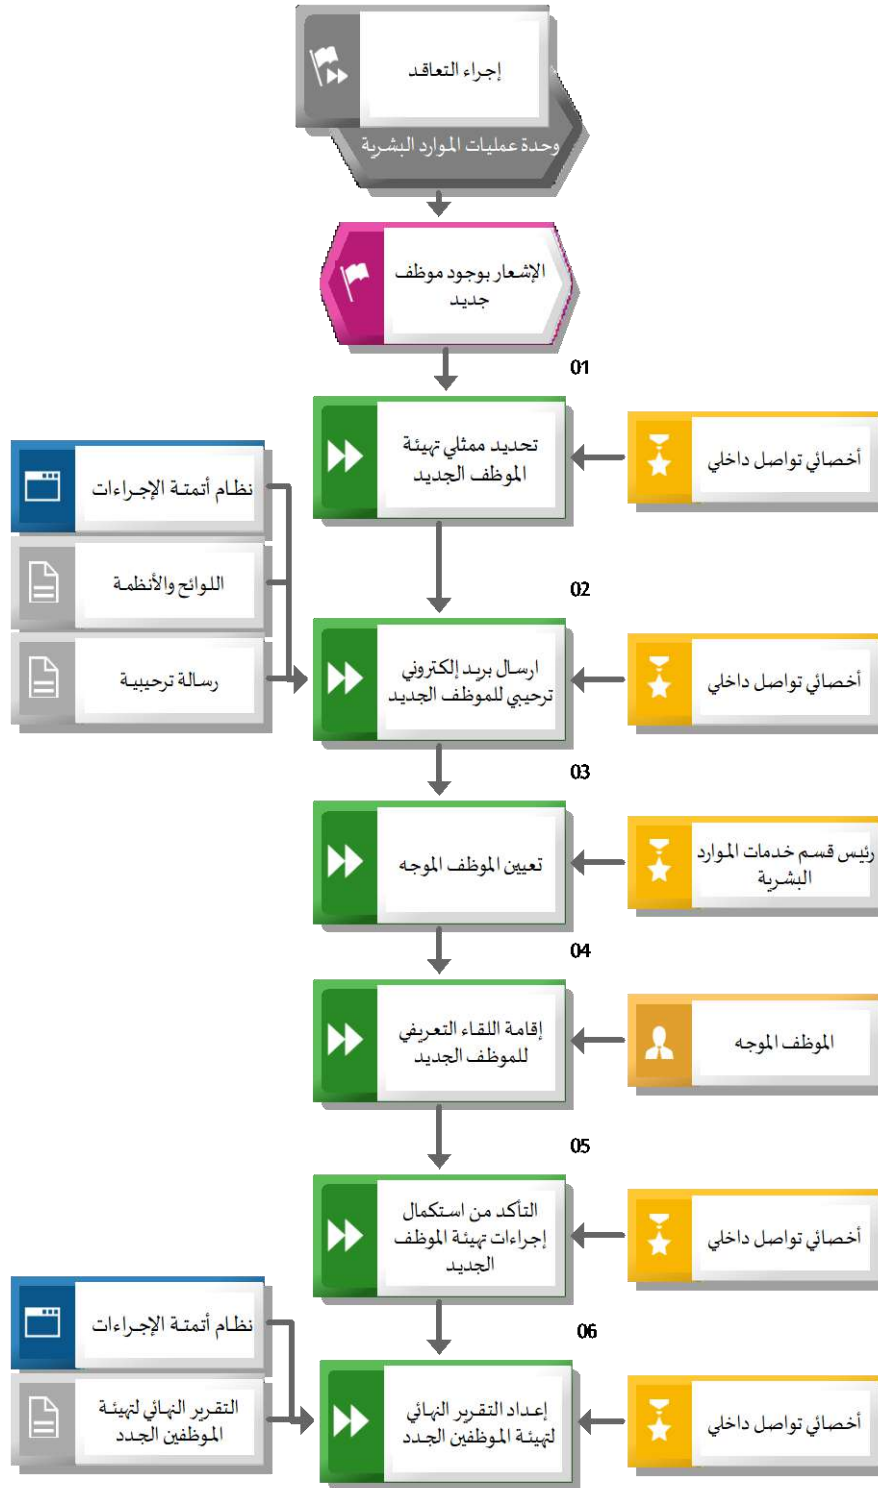 إجراء التعاقد
وحدة عمليات الموارد البشرية
الإشعار بوجود موظف
جديد
01
تحديد ممثلي تهيئة
الموظف الجديد
أخصائي تواصل داخلي
نظام أتمتة الإجراءات
اللوائح والأنظمة
رسالة ترحيبية
02
ارسال بريد إلكتروني
ترحيبي للموظف الجديد
أخصائي تواصل داخلي
03
تعيين الموظف الموجه
رئيس قسم خدمات الموارد
البشرية
04
إقامة اللقاء التعريفي
للموظف الجديد
الموظف الموجه
05
التأكد من استكمال
إجراءات تهيئة الموظف
الجديد
أخصائي تواصل داخلي
نظام أتمتة الإجراءات
التقرير النهائي لتهيئة
الموظفين الجدد
06
إعداد التقرير النهائي
لتهيئة الموظفين الجدد
أخصائي تواصل داخلي